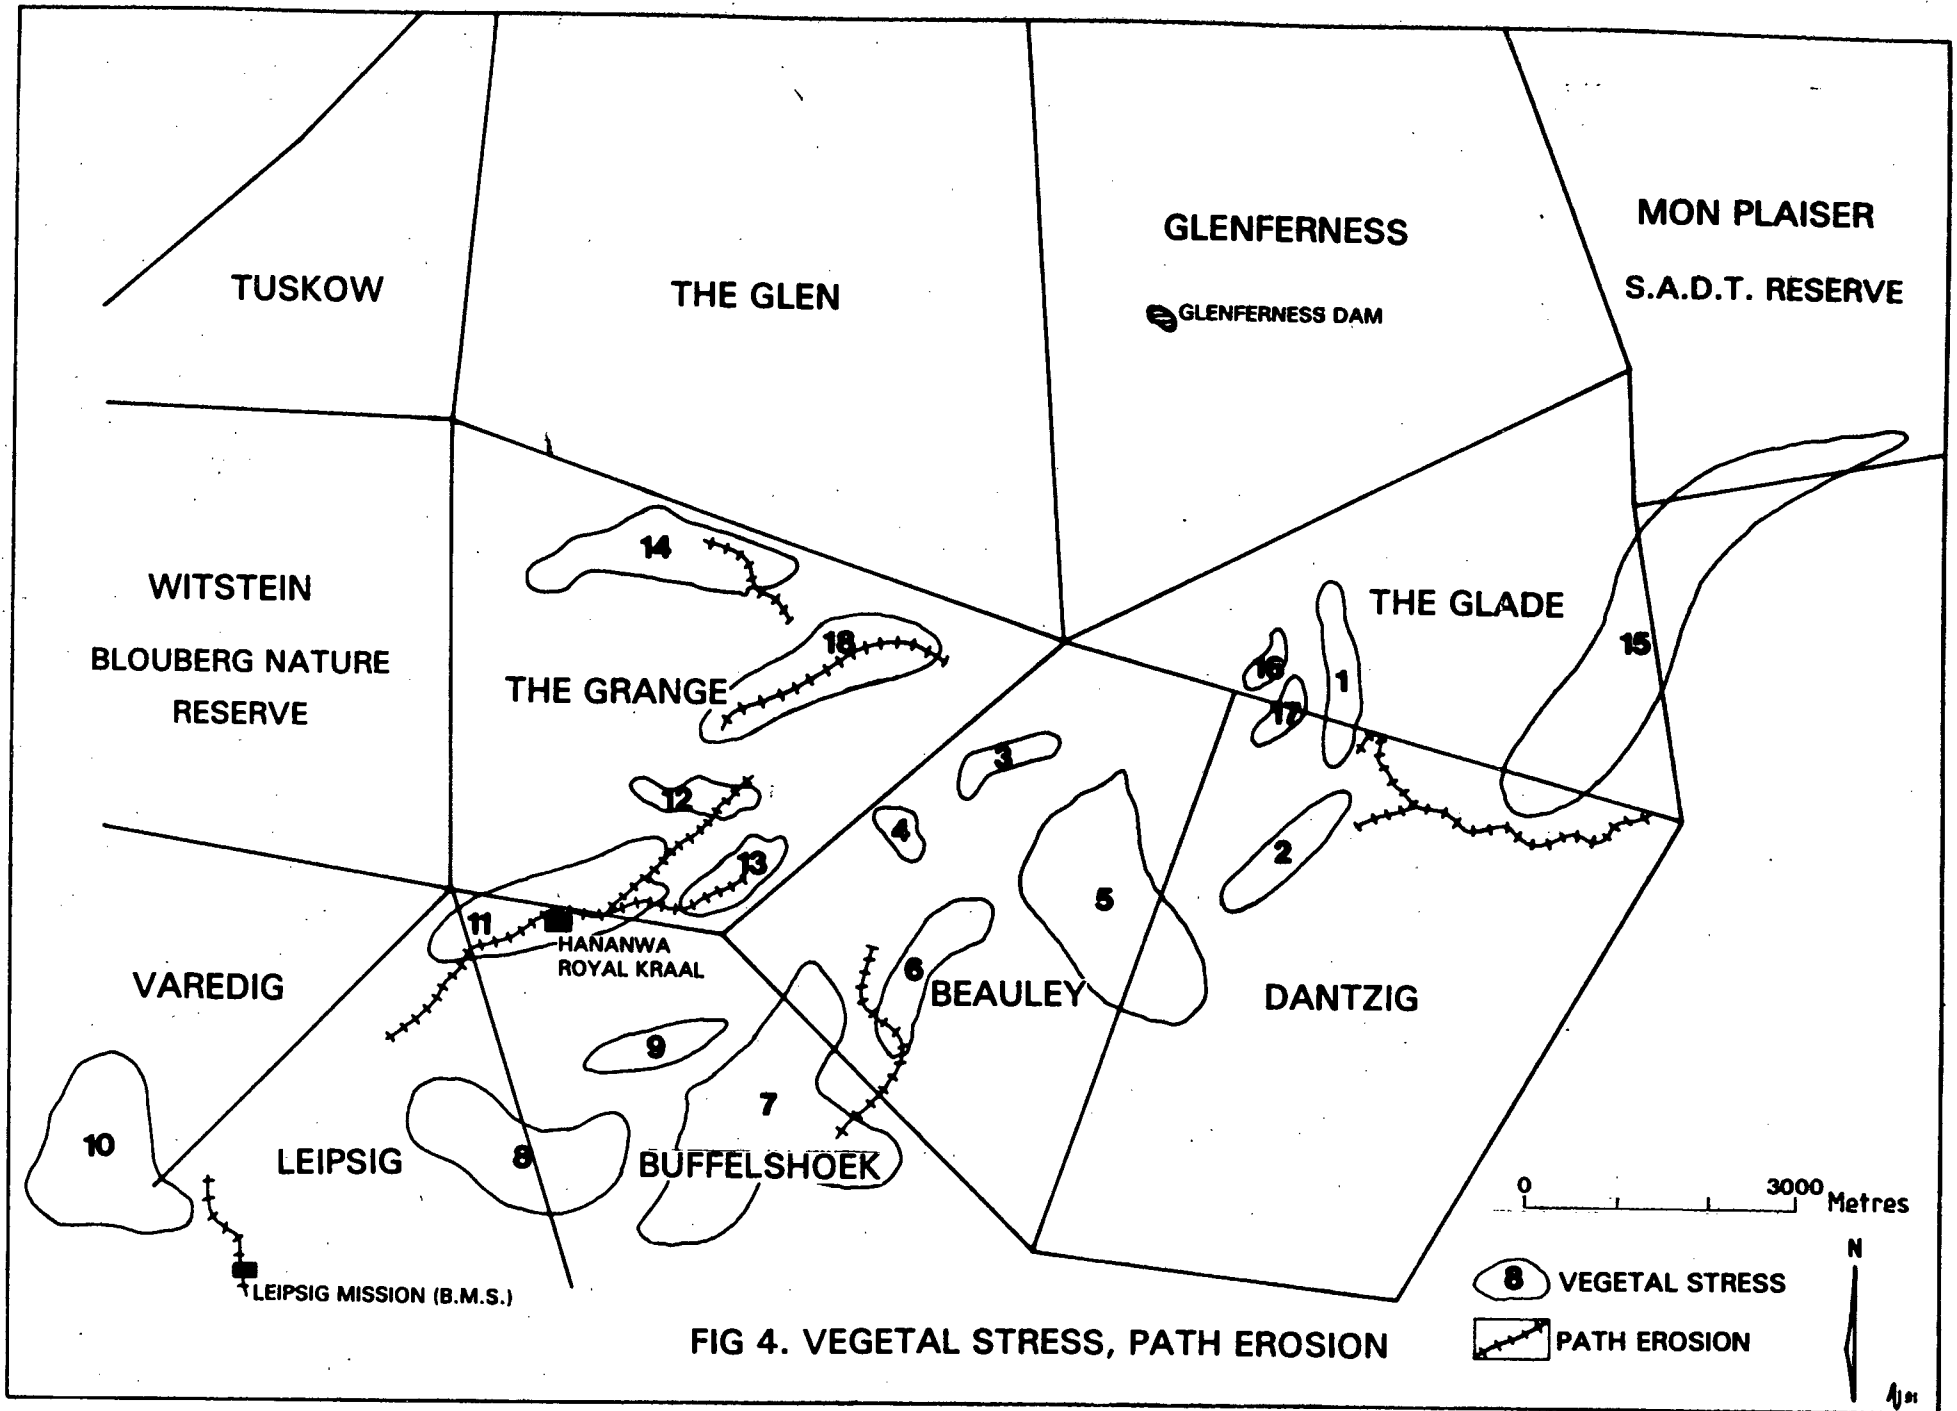 MON PLAISER
S.A.D.T. RESERVE
GLENFERNESS
GLENFERNESS DAM
TUSKOW
THE GLEN
WITSTEIN
BLOUBERG NATURE
RESERVE
14
18
THE GRANGE
THE GLADE
16
17
1
15
12
13
3
4
2
5
11
HANANWA
ROYAL KRAAL
VAREDIG
6
BEAULEY
DANTZIG
9
7
10
LEIPSIG
8
BUFFELSHOEK
LEIPSIG MISSION (B.M.S.)
0 3000 Metres
N
8 VEGETAL STRESS
PATH EROSION
FIG 4. VEGETAL STRESS, PATH EROSION